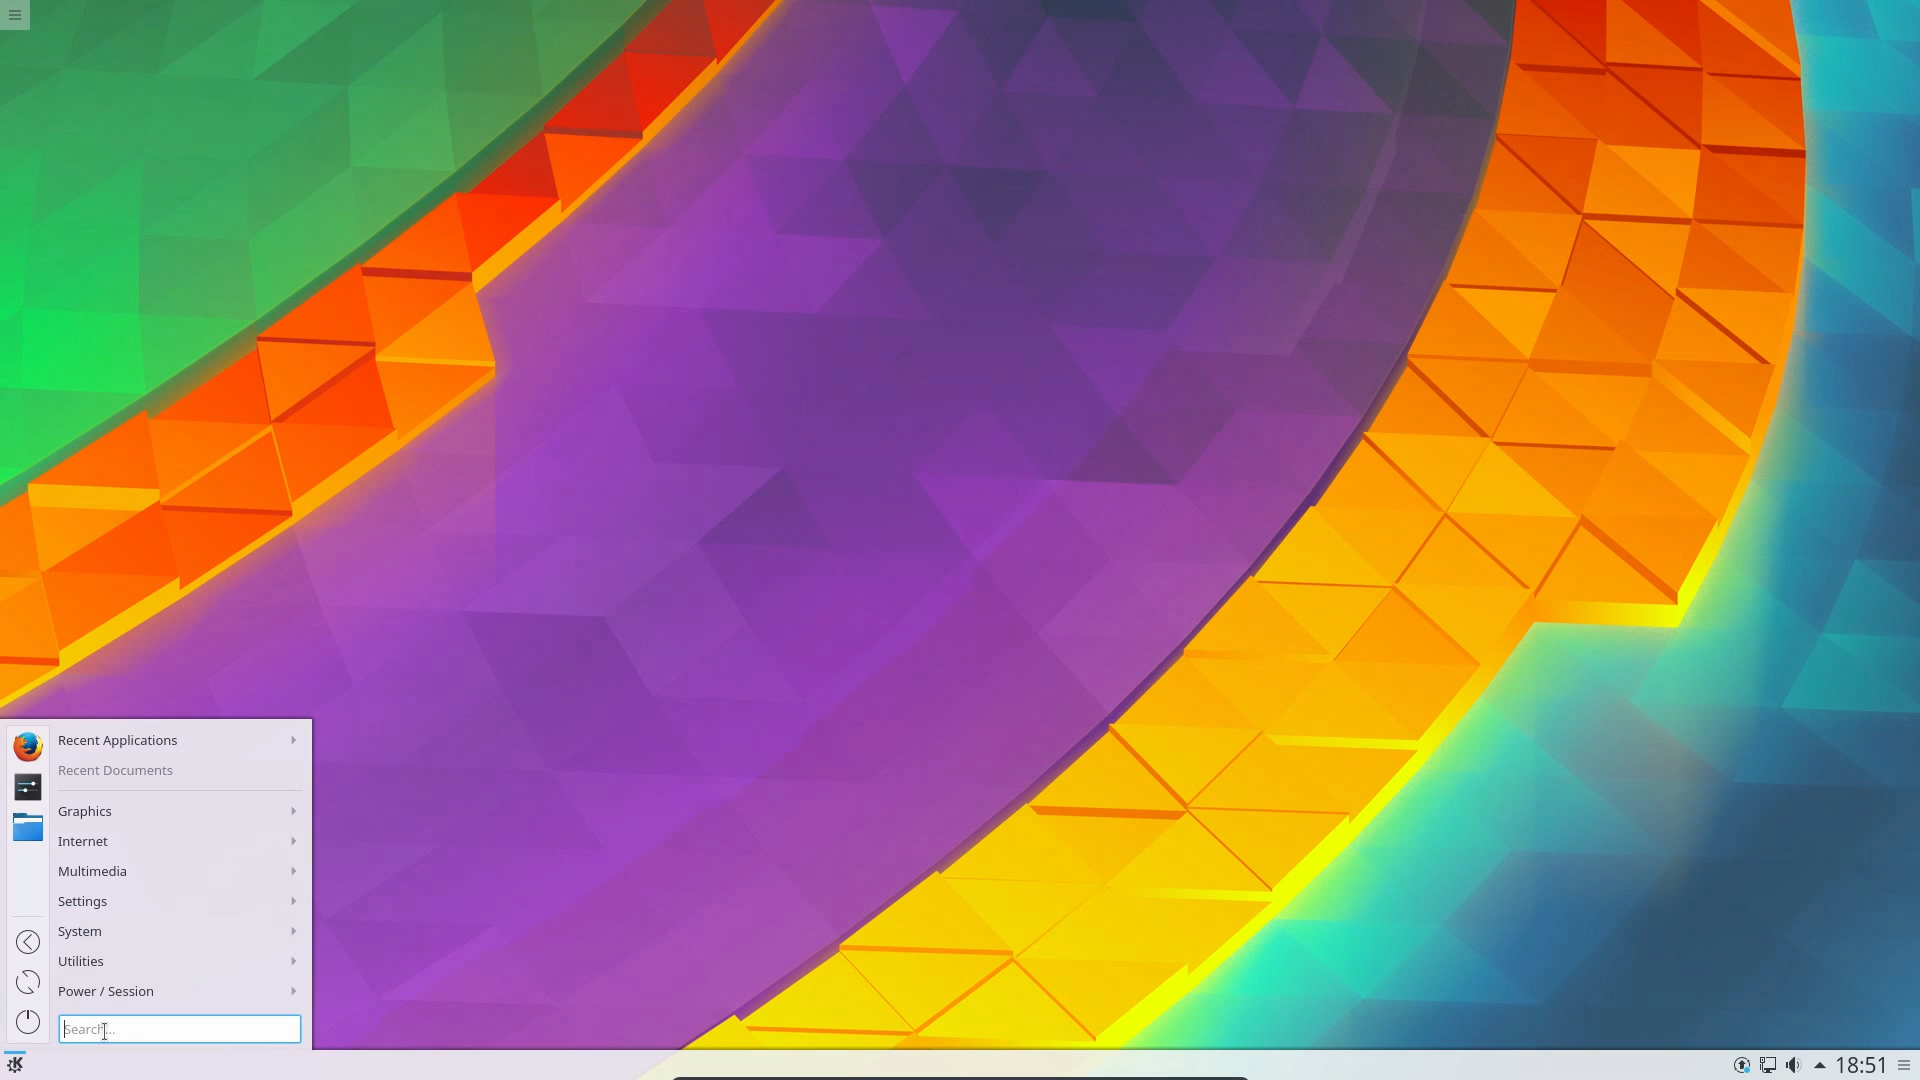 Recent Applications
Recent Documents
Graphics
Internet
Multimedia
Settings
System
Utilities
Power / Session
Search...
18:51